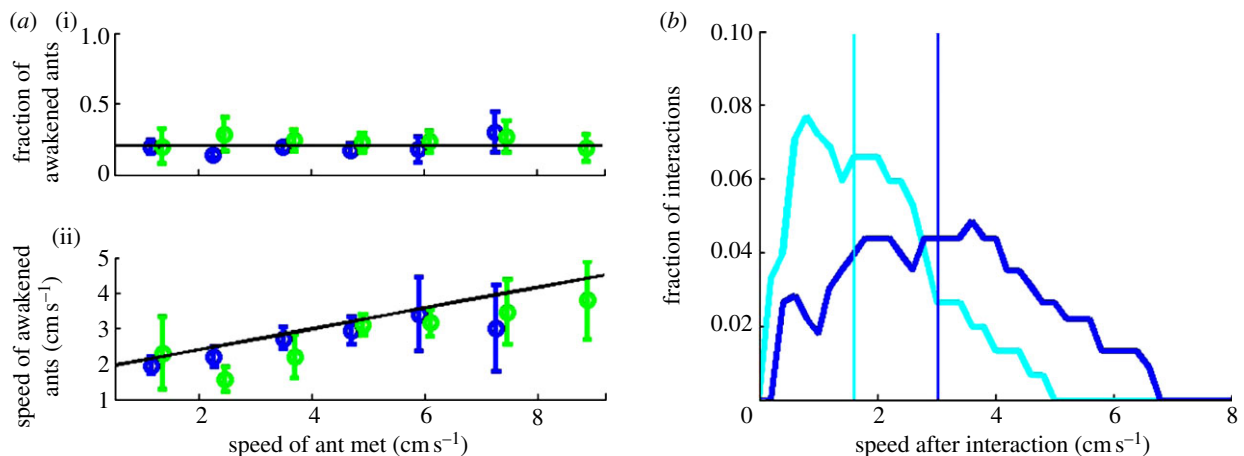 (a) (i)
fraction of
awakened ants
1.0
0.5
0
(ii)
speed of awakened
ants (cm s⁻¹)
5
4
3
2
1
2
4
6
8
speed of ant met (cm s⁻¹)
(b)
fraction of interactions
0.10
0.08
0.06
0.04
0.02
0
0
2
4
6
8
speed after interaction (cm s⁻¹)